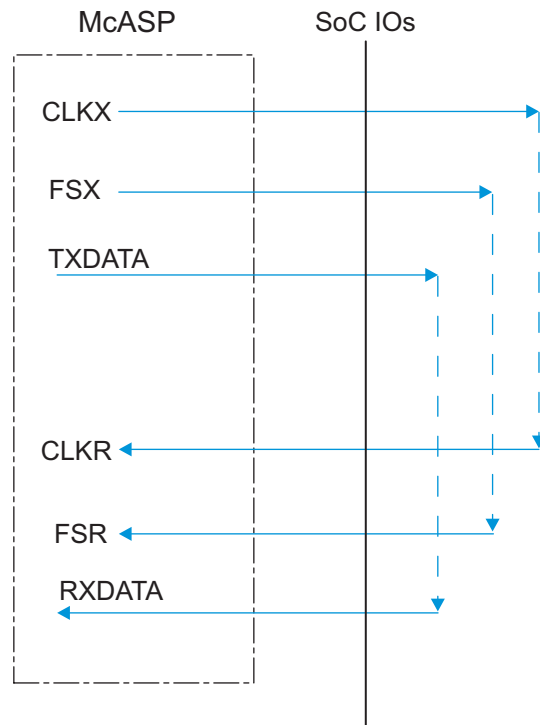 McASP
SoC IOs
CLKX
FSX
TXDATA
CLKR
FSR
RXDATA